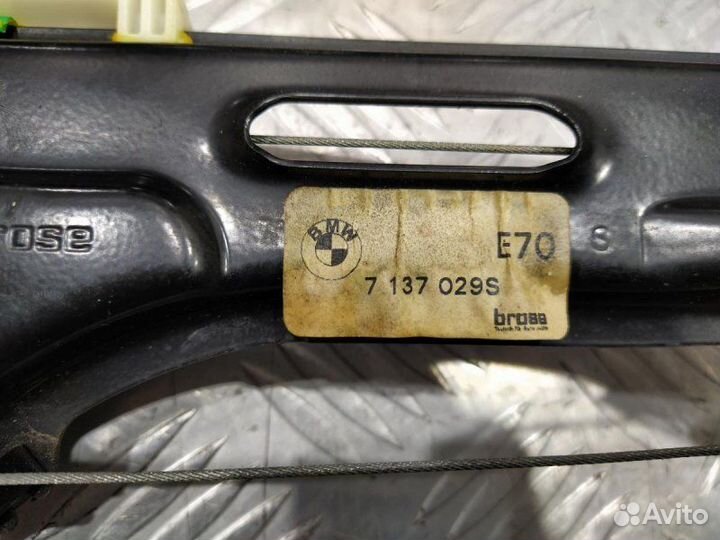 BMW
E70
S
7 137 029S
rose
brose
Avito